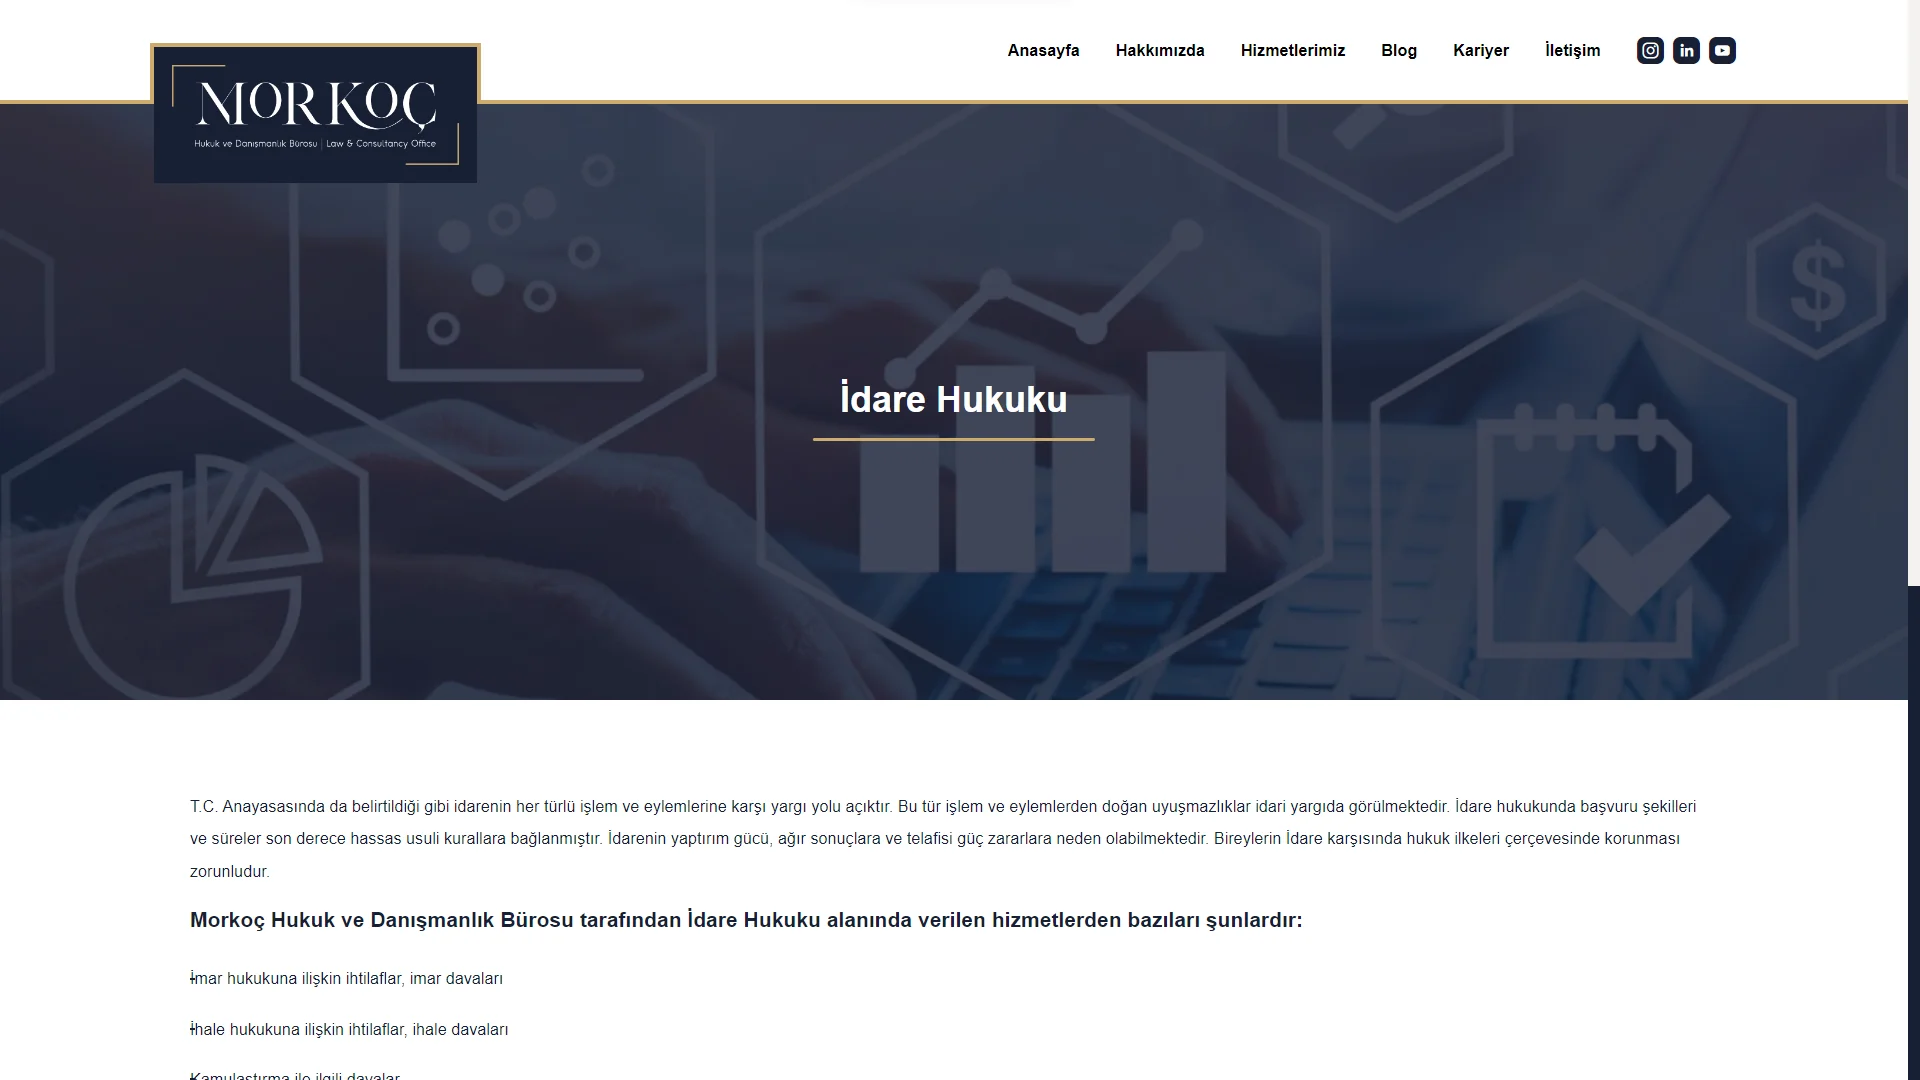 Anasayfa Hakkımızda Hizmetlerimiz Blog Kariyer İletişim
MORKOÇ
Hukuk ve Danışmanlık Bürosu | Law & Consultancy Office
İdare Hukuku
T.C. Anayasasında da belirtildiği gibi idarenin her türlü işlem ve eylemlerine karşı yargı yolu açıktır. Bu tür işlem ve eylemlerden doğan uyuşmazlıklar idari yargıda görülmektedir. İdare hukukunda başvuru şekilleri
ve süreler son derece hassas usuli kurallara bağlanmıştır. İdarenin yaptırım gücü, ağır sonuçlara ve telafisi güç zararlara neden olabilmektedir. Bireylerin İdare karşısında hukuk ilkeleri çerçevesinde korunması
zorunludur.
Morkoç Hukuk ve Danışmanlık Bürosu tarafından İdare Hukuku alanında verilen hizmetlerden bazıları şunlardır:
İmar hukukuna ilişkin ihtilaflar, imar davaları
İhale hukukuna ilişkin ihtilaflar, ihale davaları
Kamulaştırma ile ilgili davalar